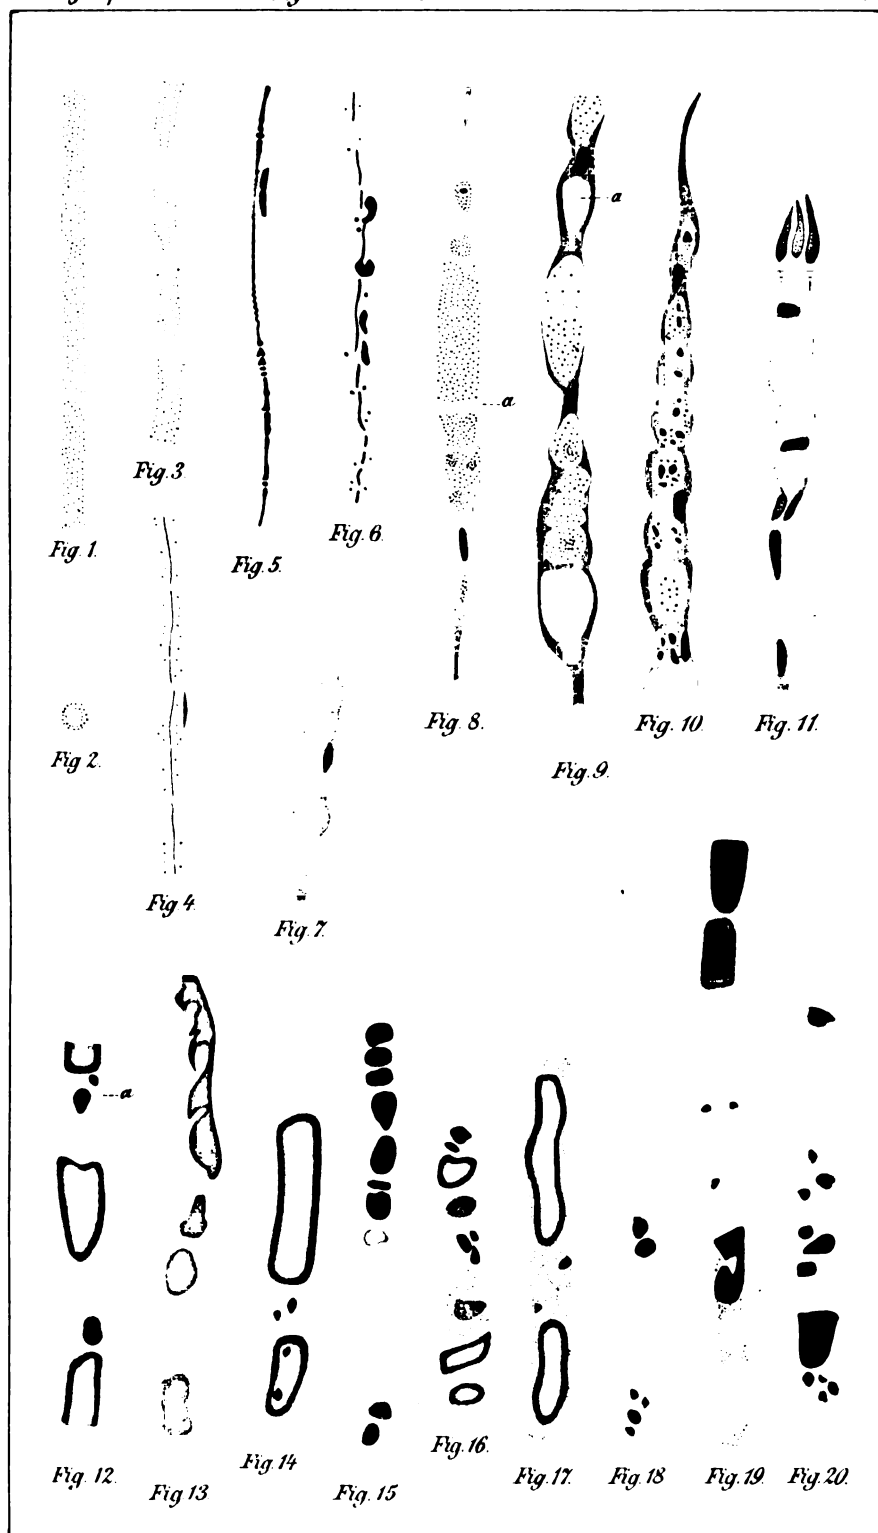 a
a
Fig. 3
Fig. 1.
Fig. 5.
Fig. 6
Fig. 8.
Fig. 10.
Fig. 11.
Fig 2.
Fig. 9.
Fig 4.
Fig. 7.
a
Fig. 12.
Fig. 13
Fig. 14
Fig. 15
Fig. 16.
Fig. 17.
Fig. 18
Fig. 19.
Fig. 20.